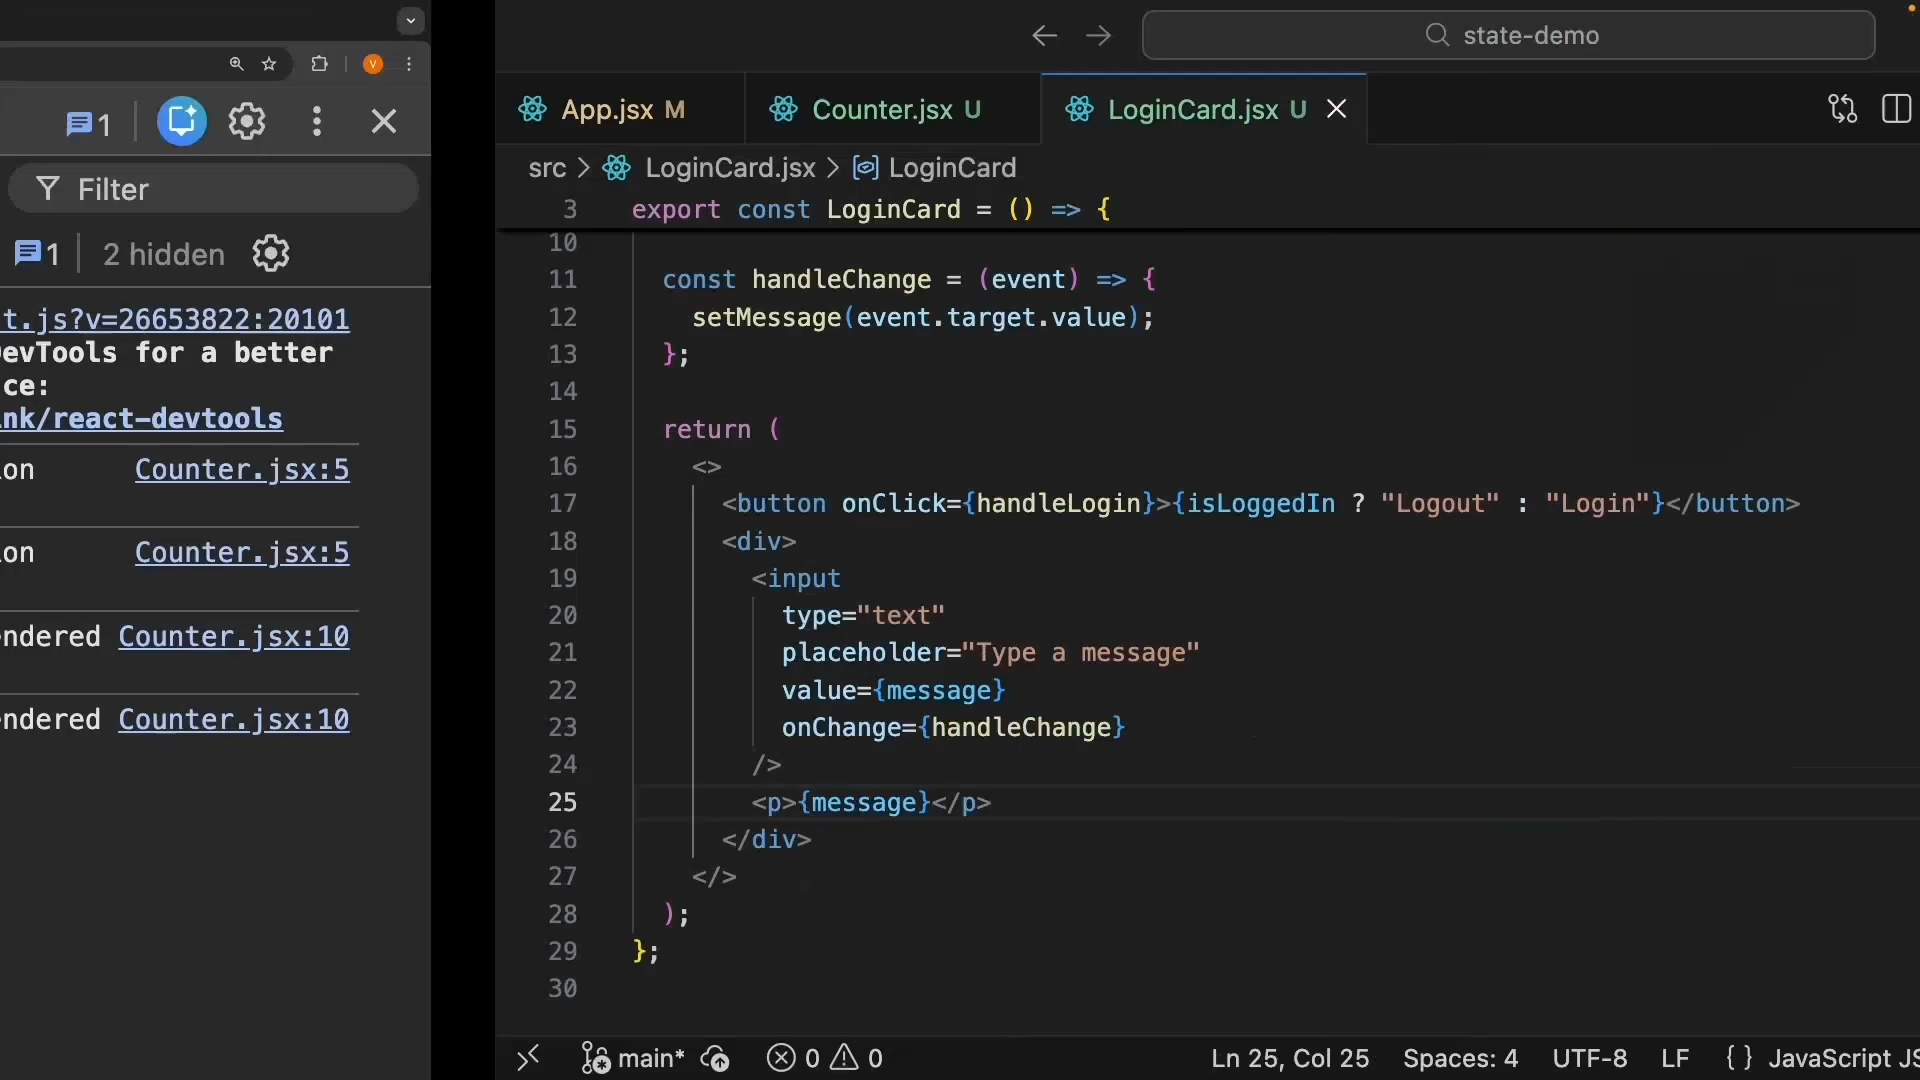 V
1
Filter
1 2 hidden
t.js?v=26653822:20101
DevTools for a better
ce:
nk/react-devtools
on Counter.jsx:5
on Counter.jsx:5
endered Counter.jsx:10
endered Counter.jsx:10
state-demo
App.jsx M Counter.jsx U LoginCard.jsx U
src > LoginCard.jsx > LoginCard
3 export const LoginCard = () => {
10
11 const handleChange = (event) => {
12 setMessage(event.target.value);
13 };
14
15 return (
16 <>
17 <button onClick={handleLogin}>{isLoggedIn ? "Logout" : "Login"}</button>
18 <div>
19 <input
20 type="text"
21 placeholder="Type a message"
22 value={message}
23 onChange={handleChange}
24 />
25 <p>{message}</p>
26 </div>
27 </>
28 );
29 };
30
main* 0 0 Ln 25, Col 25 Spaces: 4 UTF-8 LF { } JavaScript JS